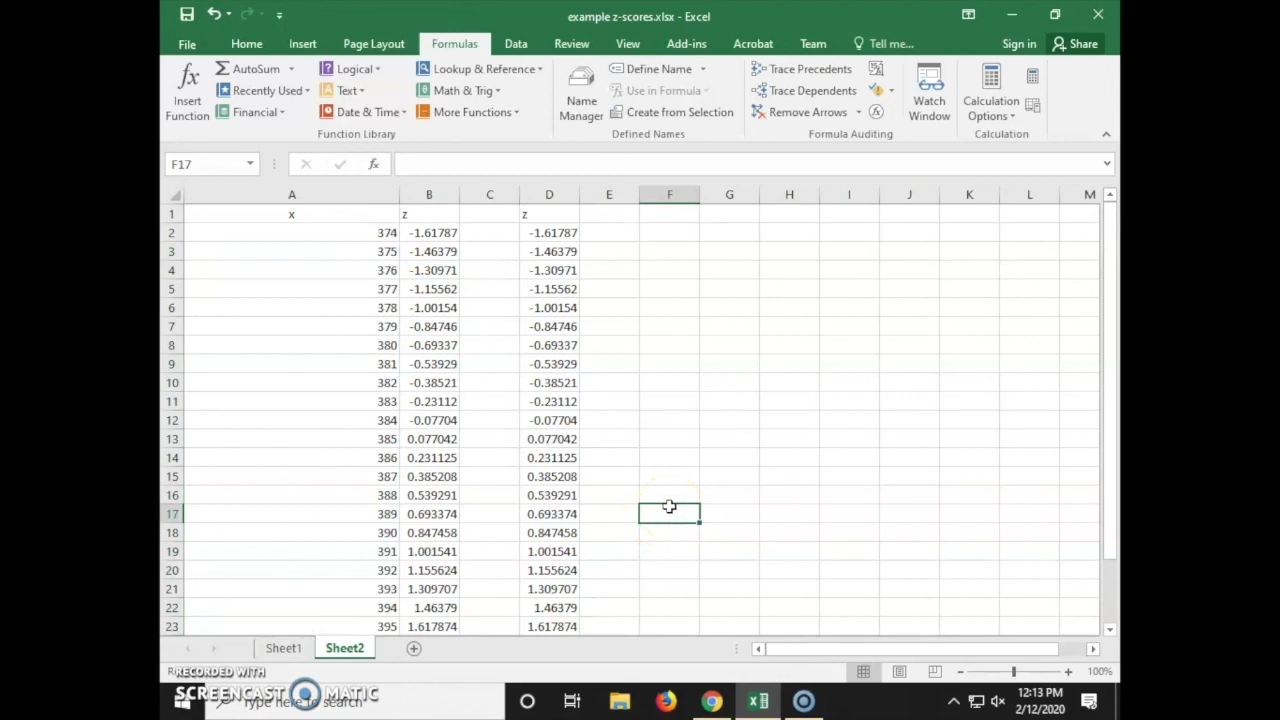 example z-scores.xlsx - Excel
File Home Insert Page Layout Formulas Data Review View Add-ins Acrobat Team Tell me... Sign in Share
Insert Function
AutoSum
Recently Used
Financial
Logical
Text
Date & Time
Lookup & Reference
Math & Trig
More Functions
Function Library
Name Manager
Define Name
Use in Formula
Create from Selection
Defined Names
Trace Precedents
Trace Dependents
Remove Arrows
Formula Auditing
Watch Window
Calculation Options
Calculation
F17 fx
A B C D E F G H I J K L M
1 x z z
2 374 -1.61787 -1.61787
3 375 -1.46379 -1.46379
4 376 -1.30971 -1.30971
5 377 -1.15562 -1.15562
6 378 -1.00154 -1.00154
7 379 -0.84746 -0.84746
8 380 -0.69337 -0.69337
9 381 -0.53929 -0.53929
10 382 -0.38521 -0.38521
11 383 -0.23112 -0.23112
12 384 -0.07704 -0.07704
13 385 0.077042 0.077042
14 386 0.231125 0.231125
15 387 0.385208 0.385208
16 388 0.539291 0.539291
17 389 0.693374 0.693374
18 390 0.847458 0.847458
19 391 1.001541 1.001541
20 392 1.155624 1.155624
21 393 1.309707 1.309707
22 394 1.46379 1.46379
23 395 1.617874 1.617874
Sheet1 Sheet2
100%
RECORDED WITH
SCREENCAST MATIC
Type here to search
12:13 PM
2/12/2020